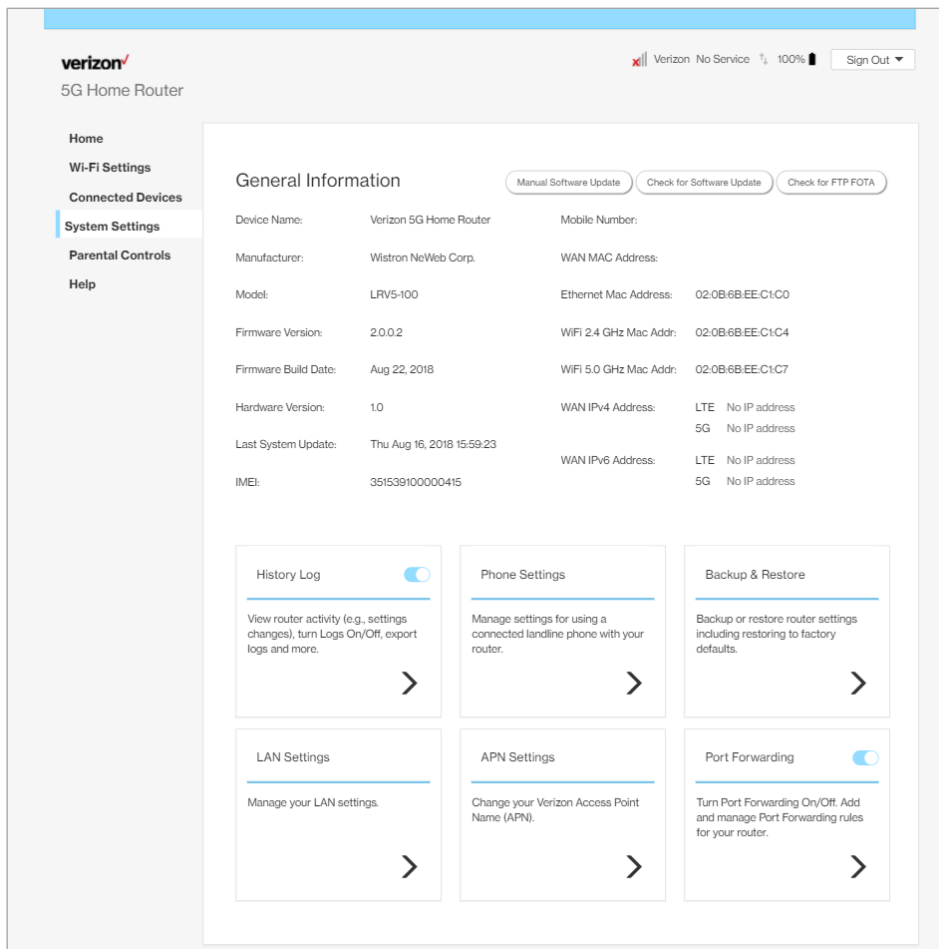 verizon
Verizon No Service 100% Sign Out
5G Home Router
Home
Wi-Fi Settings
Connected Devices
System Settings
Parental Controls
Help
General Information
Manual Software Update Check for Software Update Check for FTP FOTA
Device Name: Verizon 5G Home Router Mobile Number:
Manufacturer: Wistron NeWeb Corp. WAN MAC Address:
Model: LRV5-100 Ethernet Mac Address: 02:0B:6B:EE:C1:C0
Firmware Version: 2.0.0.2 WiFi 2.4 GHz Mac Addr: 02:0B:6B:EE:C1:C4
Firmware Build Date: Aug 22, 2018 WiFi 5.0 GHz Mac Addr: 02:0B:6B:EE:C1:C7
Hardware Version: 1.0 WAN IPv4 Address: LTE No IP address
5G No IP address
Last System Update: Thu Aug 16, 2018 15:59:23
WAN IPv6 Address: LTE No IP address
IMEI: 351539100000415 5G No IP address
History Log
View router activity (e.g., settings
changes), turn Logs On/Off, export
logs and more.
Phone Settings
Manage settings for using a
connected landline phone with your
router.
Backup & Restore
Backup or restore router settings
including restoring to factory
defaults.
LAN Settings
Manage your LAN settings.
APN Settings
Change your Verizon Access Point
Name (APN).
Port Forwarding
Turn Port Forwarding On/Off. Add
and manage Port Forwarding rules
for your router.